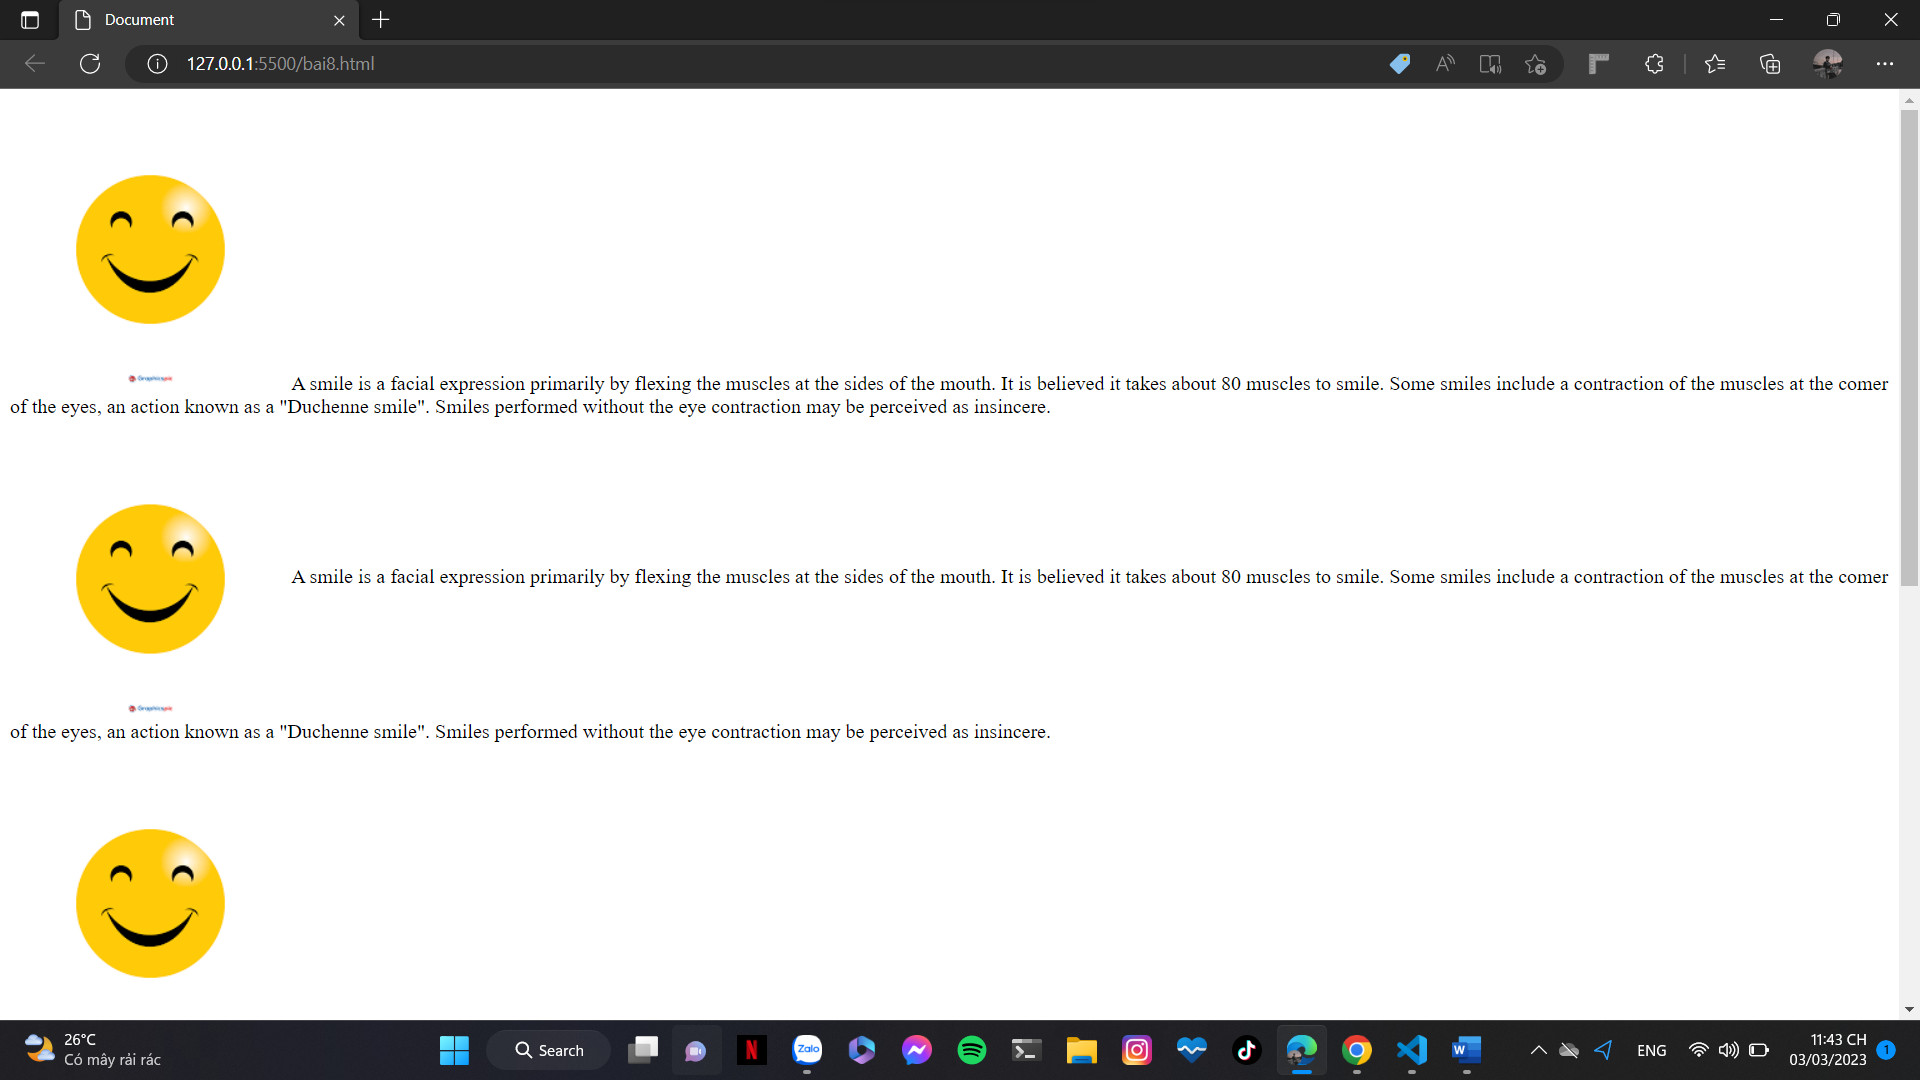 Document
127.0.0.1:5500/bai8.html
Graphicspic
A smile is a facial expression primarily by flexing the muscles at the sides of the mouth. It is believed it takes about 80 muscles to smile. Some smiles include a contraction of the muscles at the comer
of the eyes, an action known as a "Duchenne smile". Smiles performed without the eye contraction may be perceived as insincere.
A smile is a facial expression primarily by flexing the muscles at the sides of the mouth. It is believed it takes about 80 muscles to smile. Some smiles include a contraction of the muscles at the comer
Graphicspic
of the eyes, an action known as a "Duchenne smile". Smiles performed without the eye contraction may be perceived as insincere.
26°C
Có mây rải rác
Search
Zalo
ENG
11:43 CH
03/03/2023
1